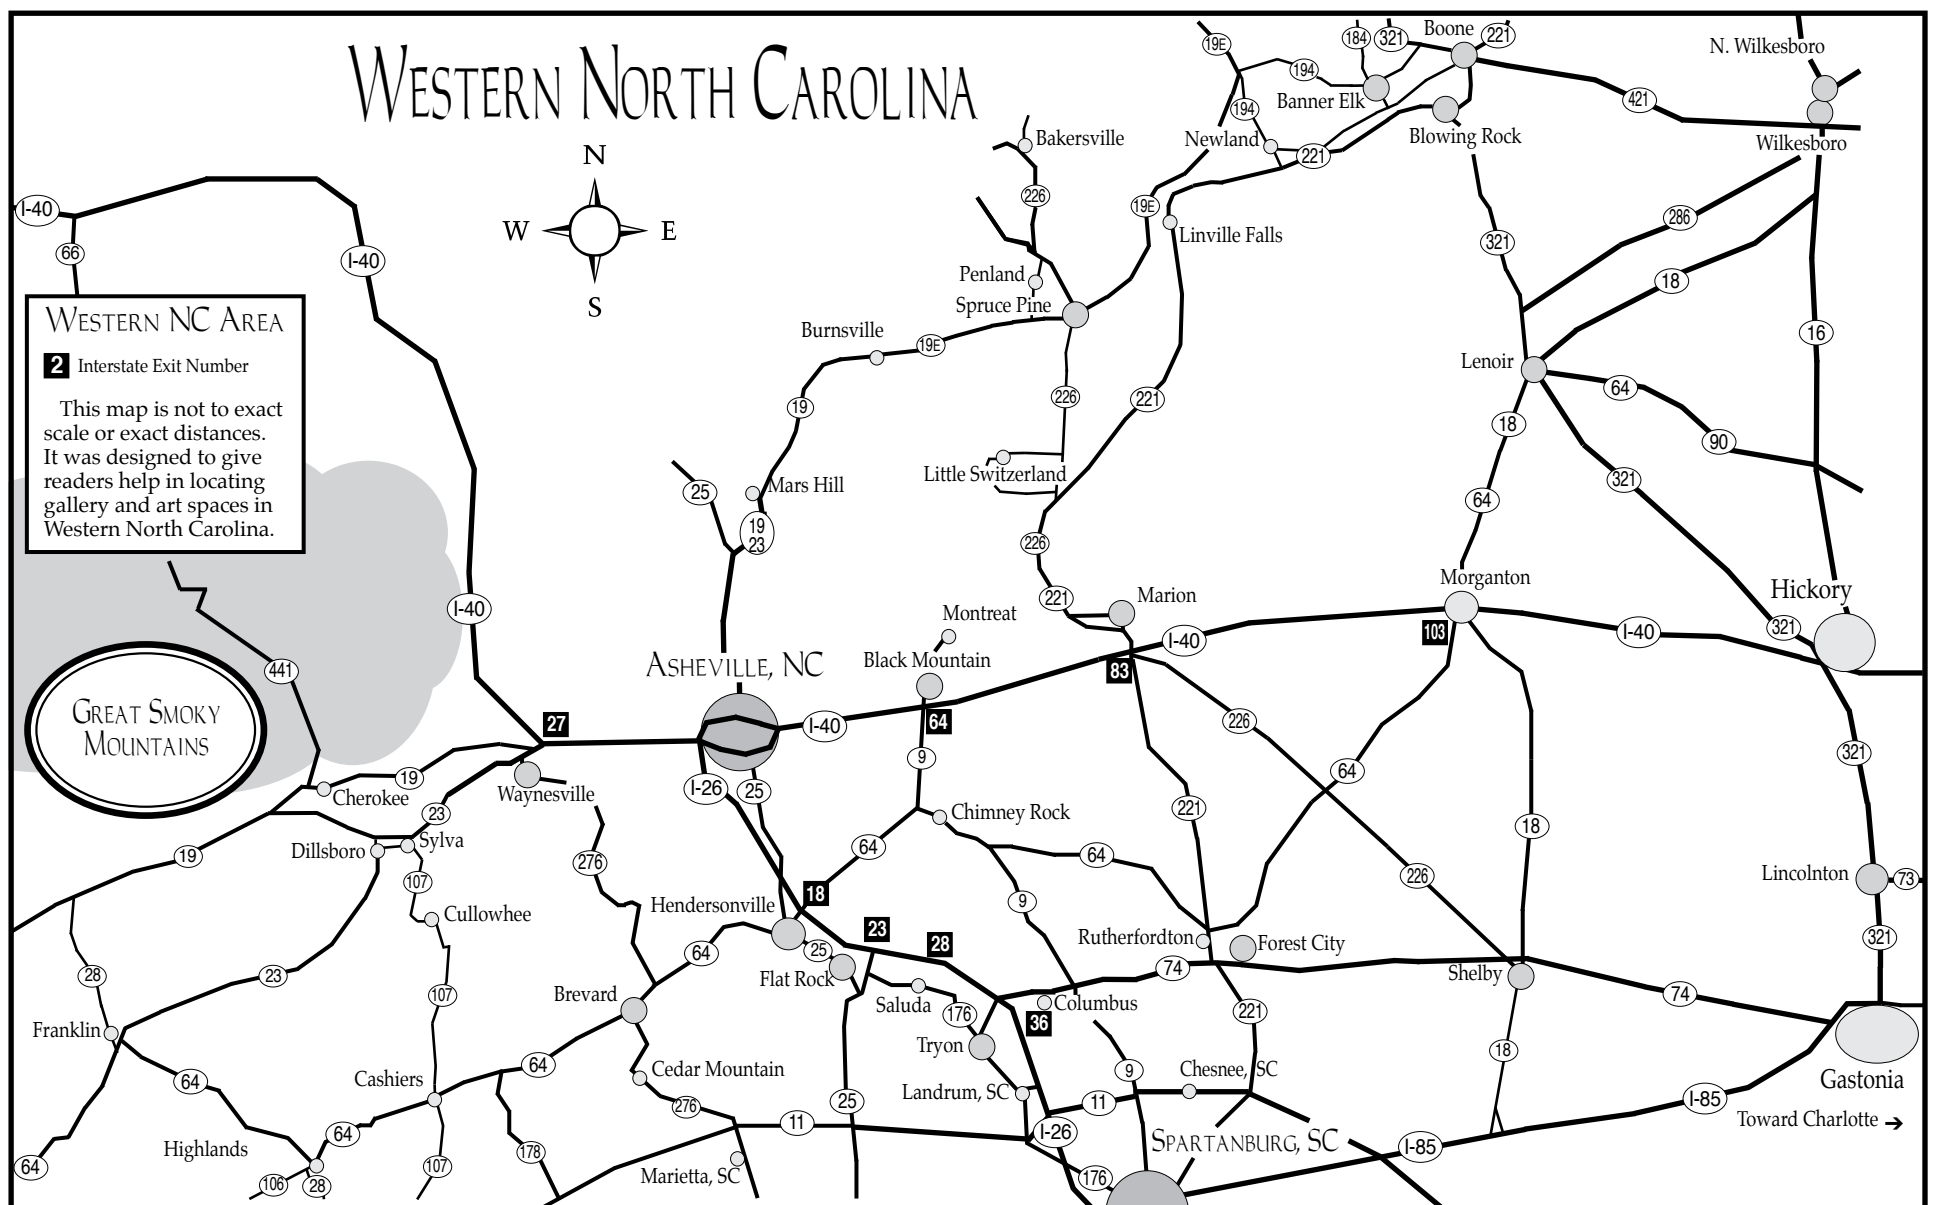 WESTERN NORTH CAROLINA
N
W E
S
WESTERN NC AREA
2 Interstate Exit Number
This map is not to exact
scale or exact distances.
It was designed to give
readers help in locating
gallery and art spaces in
Western North Carolina.
GREAT SMOKY
MOUNTAINS
I-40
66
I-40
I-40
441
27
19
Cherokee
23
Waynesville
19
Dillsboro
Sylva
107
Cullowhee
276
28
23
107
Franklin
64
Cashiers
64
Highlands
64
64
106
28
107
178
19E
184
321
Boone
221
194
Banner Elk
194
Newland
221
Blowing Rock
421
N. Wilkesboro
Wilkesboro
Bakersville
226
19E
Linville Falls
Penland
Spruce Pine
Burnsville
19E
19
226
221
Little Switzerland
25
Mars Hill
19
23
226
221
Marion
321
286
18
16
Lenoir
64
18
90
321
64
Morganton
Hickory
321
103
I-40
I-40
83
Montreat
Black Mountain
ASHEVILLE, NC
I-40
64
9
I-26
25
Chimney Rock
64
64
226
64
221
18
321
226
Lincolnton
73
321
18
Hendersonville
23
28
9
64
25
Flat Rock
Saluda
176
Rutherfordton
Forest City
74
Shelby
74
Columbus
36
Brevard
Tryon
221
18
Cedar Mountain
276
25
Landrum, SC
9
Chesnee, SC
11
11
I-26
Marietta, SC
176
SPARTANBURG, SC
I-85
I-85
Gastonia
Toward Charlotte →